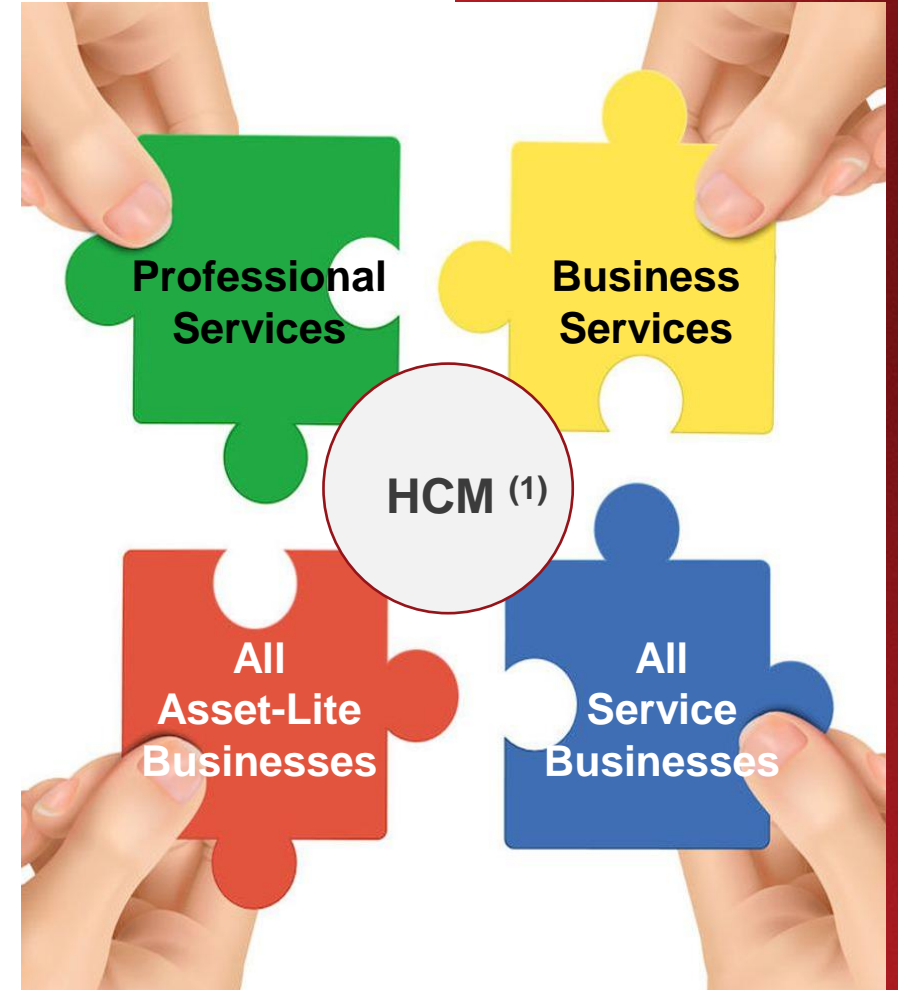 Professional
Services
Business
Services
HCM (1)
All
Asset-Lite
Businesses
All
Service
Businesses